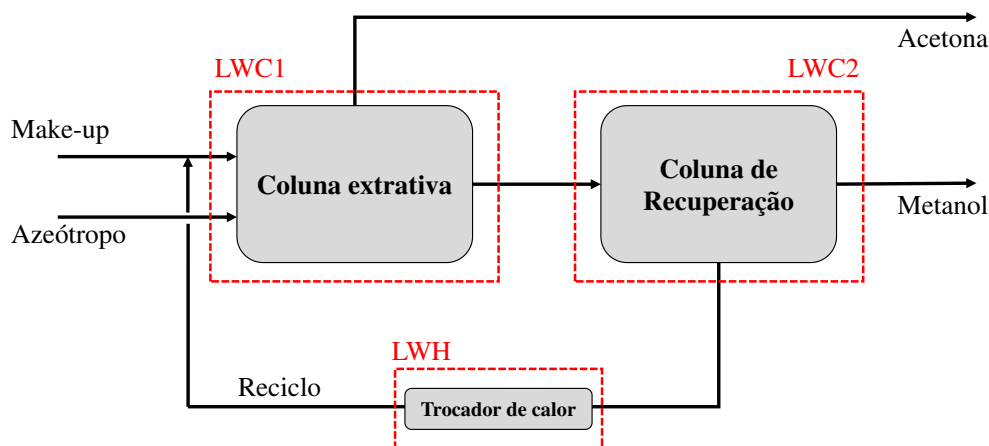 Acetona
LWC1
LWC2
Make-up
Coluna extrativa
Coluna de
Recuperação
Azeótropo
Metanol
LWH
Reciclo
Trocador de calor